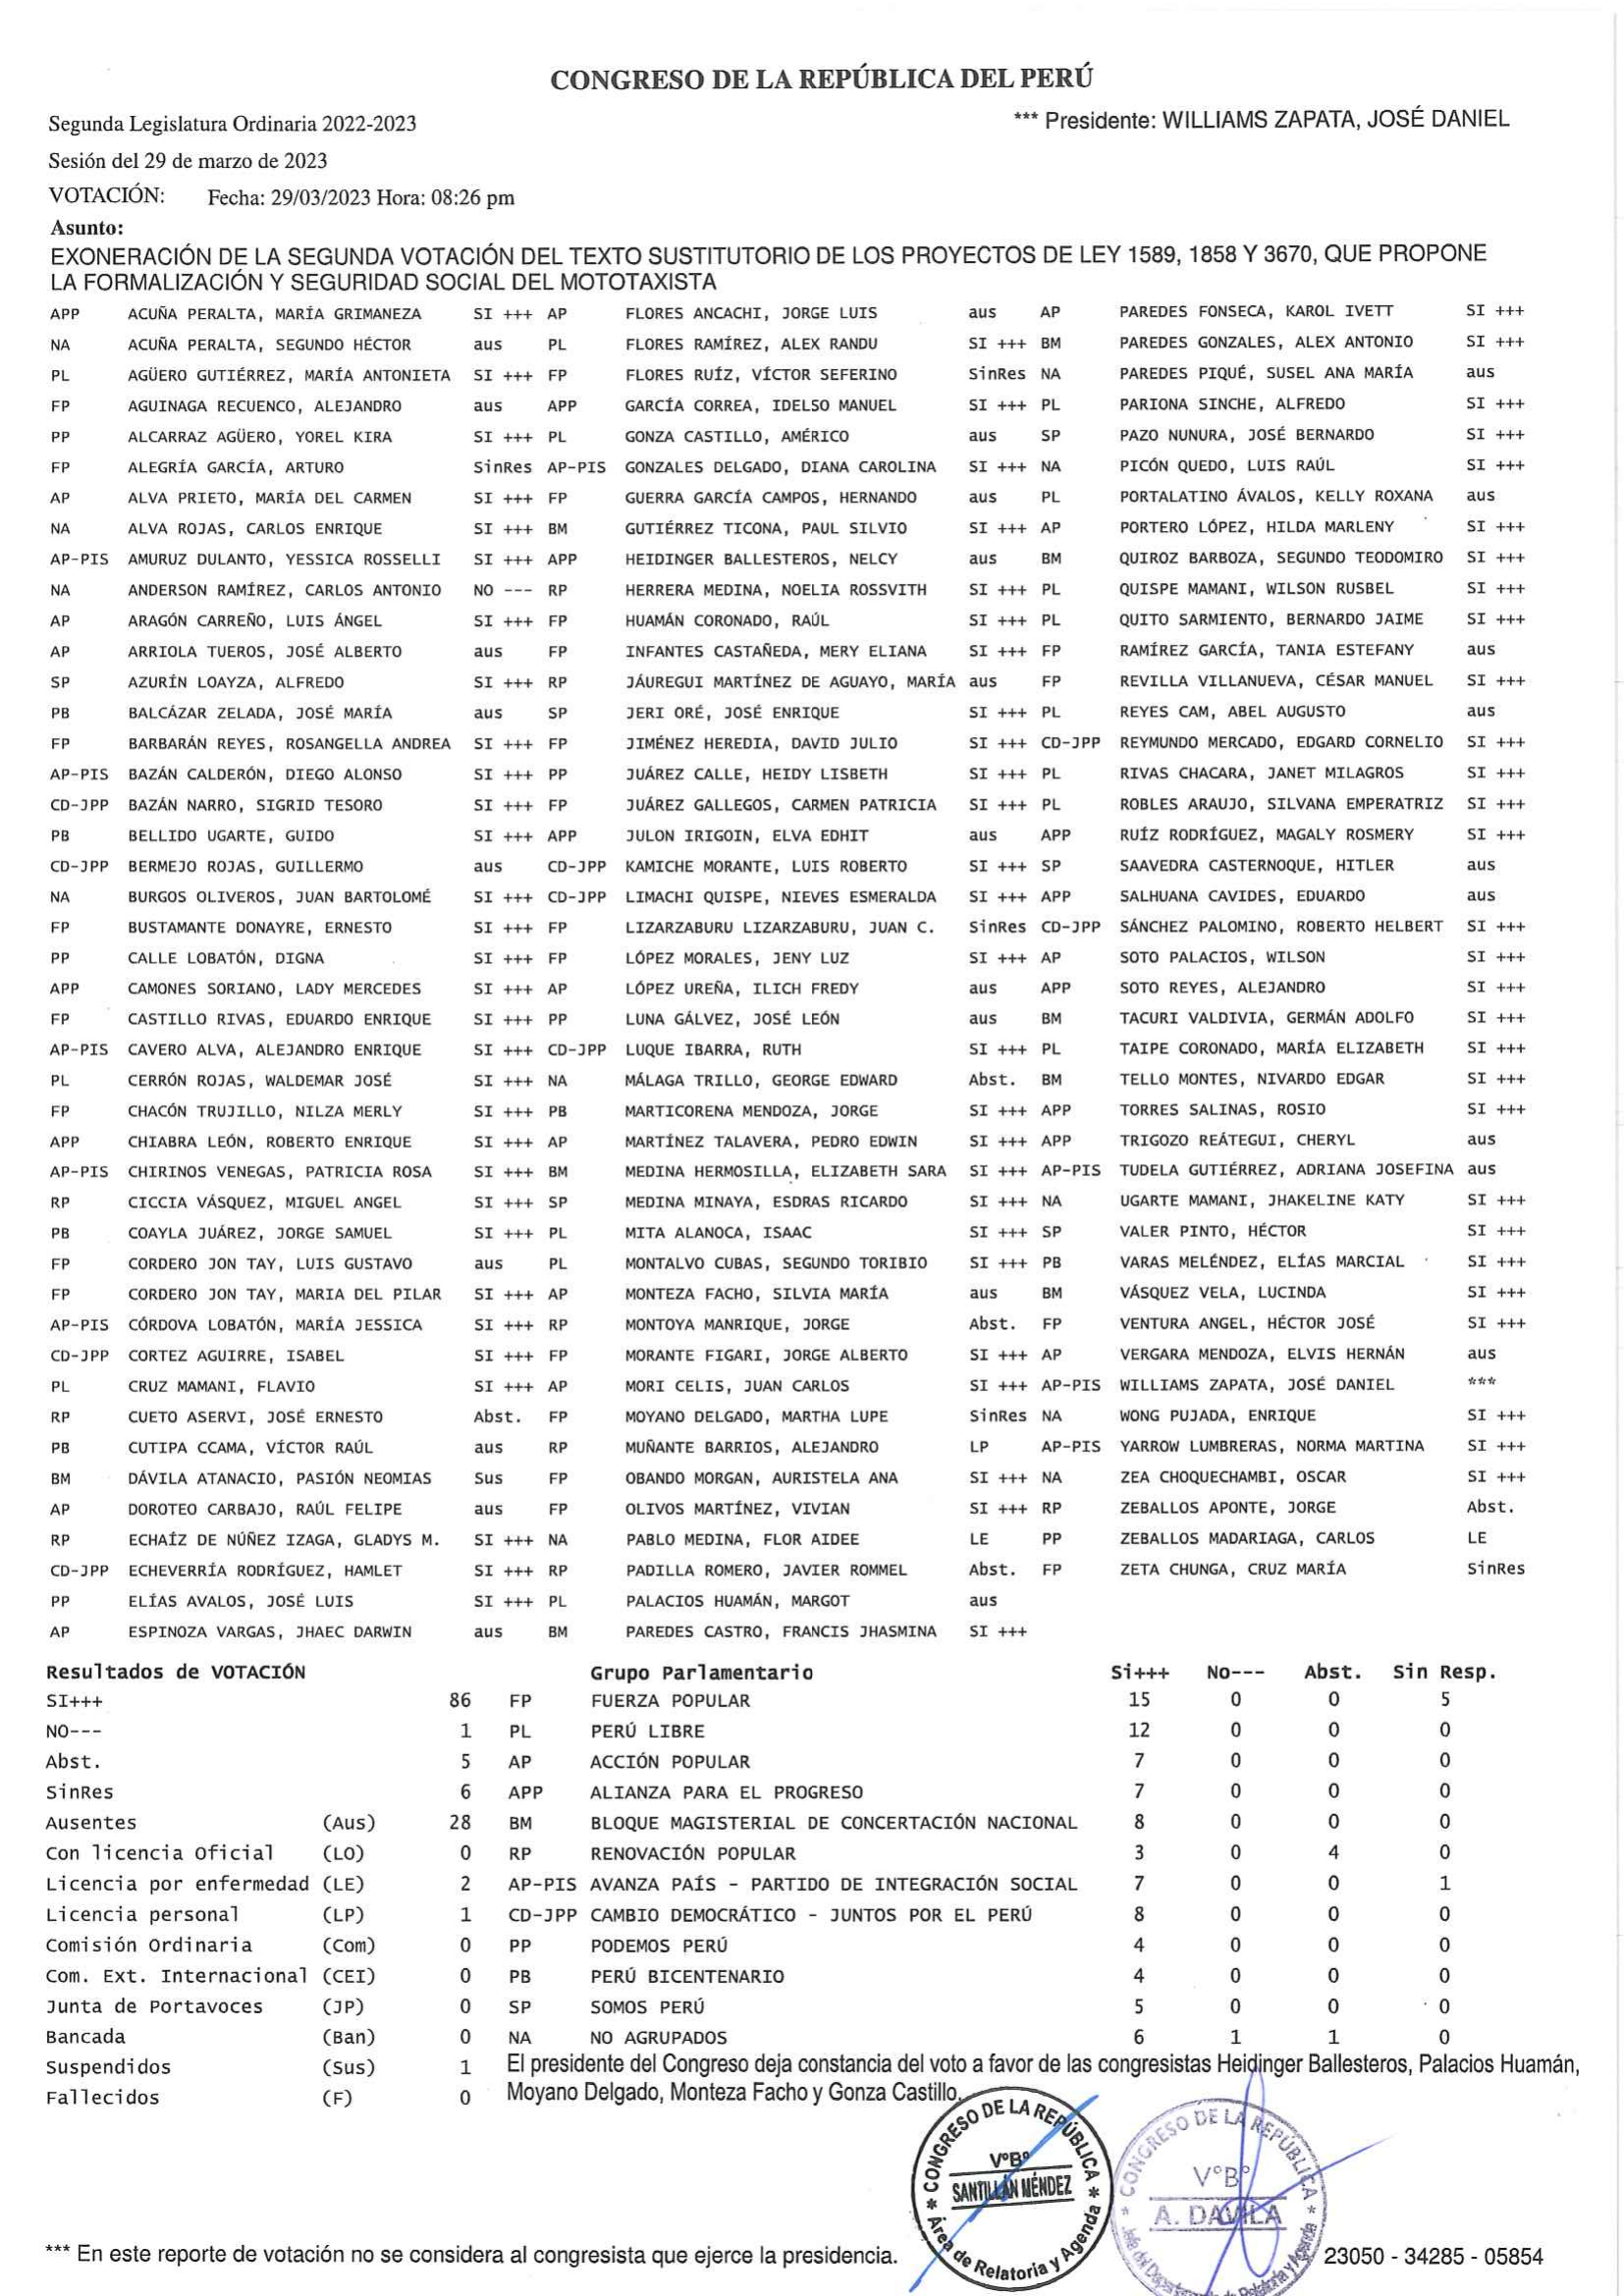 CONGRESO DE LA REPÚBLICA DEL PERÚ
Segunda Legislatura Ordinaria 2022-2023 *** Presidente: WILLIAMS ZAPATA, JOSÉ DANIEL
Sesión del 29 de marzo de 2023
VOTACIÓN: Fecha: 29/03/2023 Hora: 08:26 pm
Asunto:
EXONERACIÓN DE LA SEGUNDA VOTACIÓN DEL TEXTO SUSTITUTORIO DE LOS PROYECTOS DE LEY 1589, 1858 Y 3670, QUE PROPONE
LA FORMALIZACIÓN Y SEGURIDAD SOCIAL DEL MOTOTAXISTA
APP ACUÑA PERALTA, MARÍA GRIMANEZA SI +++ AP FLORES ANCACHI, JORGE LUIS aus AP PAREDES FONSECA, KAROL IVETT SI +++
NA ACUÑA PERALTA, SEGUNDO HÉCTOR aus PL FLORES RAMÍREZ, ALEX RANDU SI +++ BM PAREDES GONZALES, ALEX ANTONIO SI +++
PL AGÜERO GUTIÉRREZ, MARÍA ANTONIETA SI +++ FP FLORES RUÍZ, VÍCTOR SEFERINO SinRes NA PAREDES PIQUÉ, SUSEL ANA MARÍA aus
FP AGUINAGA RECUENCO, ALEJANDRO aus APP GARCÍA CORREA, IDELSO MANUEL SI +++ PL PARIONA SINCHE, ALFREDO SI +++
PP ALCARRAZ AGÜERO, YOREL KIRA SI +++ PL GONZA CASTILLO, AMÉRICO aus SP PAZO NUNURA, JOSÉ BERNARDO SI +++
FP ALEGRÍA GARCÍA, ARTURO SinRes AP-PIS GONZALES DELGADO, DIANA CAROLINA SI +++ NA PICÓN QUEDO, LUIS RAÚL SI +++
AP ALVA PRIETO, MARÍA DEL CARMEN SI +++ FP GUERRA GARCÍA CAMPOS, HERNANDO aus PL PORTALATINO ÁVALOS, KELLY ROXANA aus
NA ALVA ROJAS, CARLOS ENRIQUE SI +++ BM GUTIÉRREZ TICONA, PAUL SILVIO SI +++ AP PORTERO LÓPEZ, HILDA MARLENY SI +++
AP-PIS AMURUZ DULANTO, YESSICA ROSSELLI SI +++ APP HEIDINGER BALLESTEROS, NELCY aus BM QUIROZ BARBOZA, SEGUNDO TEODOMIRO SI +++
NA ANDERSON RAMÍREZ, CARLOS ANTONIO NO --- RP HERRERA MEDINA, NOELIA ROSSVITH SI +++ PL QUISPE MAMANI, WILSON RUSBEL SI +++
AP ARAGÓN CARREÑO, LUIS ÁNGEL SI +++ FP HUAMÁN CORONADO, RAÚL SI +++ PL QUITO SARMIENTO, BERNARDO JAIME SI +++
AP ARRIOLA TUEROS, JOSÉ ALBERTO aus FP INFANTES CASTAÑEDA, MERY ELIANA SI +++ FP RAMÍREZ GARCÍA, TANIA ESTEFANY aus
SP AZURÍN LOAYZA, ALFREDO SI +++ RP JÁUREGUI MARTÍNEZ DE AGUAYO, MARÍA aus FP REVILLA VILLANUEVA, CÉSAR MANUEL SI +++
PB BALCÁZAR ZELADA, JOSÉ MARÍA aus SP JERI ORÉ, JOSÉ ENRIQUE SI +++ PL REYES CAM, ABEL AUGUSTO aus
FP BARBARÁN REYES, ROSANGELLA ANDREA SI +++ FP JIMÉNEZ HEREDIA, DAVID JULIO SI +++ CD-JPP REYMUNDO MERCADO, EDGARD CORNELIO SI +++
AP-PIS BAZÁN CALDERÓN, DIEGO ALONSO SI +++ PP JUÁREZ CALLE, HEIDY LISBETH SI +++ PL RIVAS CHACARA, JANET MILAGROS SI +++
CD-JPP BAZÁN NARRO, SIGRID TESORO SI +++ FP JUÁREZ GALLEGOS, CARMEN PATRICIA SI +++ PL ROBLES ARAUJO, SILVANA EMPERATRIZ SI +++
PB BELLIDO UGARTE, GUIDO SI +++ APP JULON IRIGOIN, ELVA EDHIT aus APP RUÍZ RODRÍGUEZ, MAGALY ROSMERY SI +++
CD-JPP BERMEJO ROJAS, GUILLERMO aus CD-JPP KAMICHE MORANTE, LUIS ROBERTO SI +++ SP SAAVEDRA CASTERNOQUE, HITLER aus
NA BURGOS OLIVEROS, JUAN BARTOLOMÉ SI +++ CD-JPP LIMACHI QUISPE, NIEVES ESMERALDA SI +++ APP SALHUANA CAVIDES, EDUARDO aus
FP BUSTAMANTE DONAYRE, ERNESTO SI +++ FP LIZARZABURU LIZARZABURU, JUAN C. SinRes CD-JPP SÁNCHEZ PALOMINO, ROBERTO HELBERT SI +++
PP CALLE LOBATÓN, DIGNA SI +++ FP LÓPEZ MORALES, JENY LUZ SI +++ AP SOTO PALACIOS, WILSON SI +++
APP CAMONES SORIANO, LADY MERCEDES SI +++ AP LÓPEZ UREÑA, ILICH FREDY aus APP SOTO REYES, ALEJANDRO SI +++
FP CASTILLO RIVAS, EDUARDO ENRIQUE SI +++ PP LUNA GÁLVEZ, JOSÉ LEÓN aus BM TACURI VALDIVIA, GERMÁN ADOLFO SI +++
AP-PIS CAVERO ALVA, ALEJANDRO ENRIQUE SI +++ CD-JPP LUQUE IBARRA, RUTH SI +++ PL TAIPE CORONADO, MARÍA ELIZABETH SI +++
PL CERRÓN ROJAS, WALDEMAR JOSÉ SI +++ NA MÁLAGA TRILLO, GEORGE EDWARD Abst. BM TELLO MONTES, NIVARDO EDGAR SI +++
FP CHACÓN TRUJILLO, NILZA MERLY SI +++ PB MARTICORENA MENDOZA, JORGE SI +++ APP TORRES SALINAS, ROSIO SI +++
APP CHIABRA LEÓN, ROBERTO ENRIQUE SI +++ AP MARTÍNEZ TALAVERA, PEDRO EDWIN SI +++ APP TRIGOZO REÁTEGUI, CHERYL aus
AP-PIS CHIRINOS VENEGAS, PATRICIA ROSA SI +++ BM MEDINA HERMOSILLA, ELIZABETH SARA SI +++ AP-PIS TUDELA GUTIÉRREZ, ADRIANA JOSEFINA aus
RP CICCIA VÁSQUEZ, MIGUEL ANGEL SI +++ SP MEDINA MINAYA, ESDRAS RICARDO SI +++ NA UGARTE MAMANI, JHAKELINE KATY SI +++
PB COAYLA JUÁREZ, JORGE SAMUEL SI +++ PL MITA ALANOCA, ISAAC SI +++ SP VALER PINTO, HÉCTOR SI +++
FP CORDERO JON TAY, LUIS GUSTAVO aus PL MONTALVO CUBAS, SEGUNDO TORIBIO SI +++ PB VARAS MELÉNDEZ, ELÍAS MARCIAL SI +++
FP CORDERO JON TAY, MARIA DEL PILAR SI +++ AP MONTEZA FACHO, SILVIA MARÍA aus BM VÁSQUEZ VELA, LUCINDA SI +++
AP-PIS CÓRDOVA LOBATÓN, MARÍA JESSICA SI +++ RP MONTOYA MANRIQUE, JORGE Abst. FP VENTURA ANGEL, HÉCTOR JOSÉ SI +++
CD-JPP CORTEZ AGUIRRE, ISABEL SI +++ FP MORANTE FIGARI, JORGE ALBERTO SI +++ AP VERGARA MENDOZA, ELVIS HERNÁN aus
PL CRUZ MAMANI, FLAVIO SI +++ AP MORI CELIS, JUAN CARLOS SI +++ AP-PIS WILLIAMS ZAPATA, JOSÉ DANIEL ***
RP CUETO ASERVI, JOSÉ ERNESTO Abst. FP MOYANO DELGADO, MARTHA LUPE SinRes NA WONG PUJADA, ENRIQUE SI +++
PB CUTIPA CCAMA, VÍCTOR RAÚL aus RP MUÑANTE BARRIOS, ALEJANDRO LP AP-PIS YARROW LUMBRERAS, NORMA MARTINA SI +++
BM DÁVILA ATANACIO, PASIÓN NEOMIAS Sus FP OBANDO MORGAN, AURISTELA ANA SI +++ NA ZEA CHOQUECHAMBI, OSCAR SI +++
AP DOROTEO CARBAJO, RAÚL FELIPE aus FP OLIVOS MARTÍNEZ, VIVIAN SI +++ RP ZEBALLOS APONTE, JORGE Abst.
RP ECHAÍZ DE NÚÑEZ IZAGA, GLADYS M. SI +++ NA PABLO MEDINA, FLOR AIDEE LE PP ZEBALLOS MADARIAGA, CARLOS LE
CD-JPP ECHEVERRÍA RODRÍGUEZ, HAMLET SI +++ RP PADILLA ROMERO, JAVIER ROMMEL Abst. FP ZETA CHUNGA, CRUZ MARÍA SinRes
PP ELÍAS AVALOS, JOSÉ LUIS SI +++ PL PALACIOS HUAMÁN, MARGOT aus
AP ESPINOZA VARGAS, JHAEC DARWIN aus BM PAREDES CASTRO, FRANCIS JHASMINA SI +++
Resultados de VOTACIÓN Grupo Parlamentario Si+++ No--- Abst. Sin Resp.
SI+++ 86 FP FUERZA POPULAR 15 0 0 5
NO--- 1 PL PERÚ LIBRE 12 0 0 0
Abst. 5 AP ACCIÓN POPULAR 7 0 0 0
SinRes 6 APP ALIANZA PARA EL PROGRESO 7 0 0 0
Ausentes (Aus) 28 BM BLOQUE MAGISTERIAL DE CONCERTACIÓN NACIONAL 8 0 0 0
Con licencia Oficial (LO) 0 RP RENOVACIÓN POPULAR 3 0 4 0
Licencia por enfermedad (LE) 2 AP-PIS AVANZA PAÍS - PARTIDO DE INTEGRACIÓN SOCIAL 7 0 0 1
Licencia personal (LP) 1 CD-JPP CAMBIO DEMOCRÁTICO - JUNTOS POR EL PERÚ 8 0 0 0
Comisión Ordinaria (Com) 0 PP PODEMOS PERÚ 4 0 0 0
Com. Ext. Internacional (CEI) 0 PB PERÚ BICENTENARIO 4 0 0 0
Junta de Portavoces (JP) 0 SP SOMOS PERÚ 5 0 0 0
Bancada (Ban) 0 NA NO AGRUPADOS 6 1 1 0
Suspendidos (Sus) 1 El presidente del Congreso deja constancia del voto a favor de las congresistas Heidinger Ballesteros, Palacios Huamán,
Fallecidos (F) 0 Moyano Delgado, Monteza Facho y Gonza Castillo.
* CONGRESO DE LA REPÚBLICA *
V°B°
SANTILLÁN MÉNDEZ
Área de Relatoría y Agenda
* CONGRESO DE LA REPÚBLICA *
V°B°
A. DAVILA
*** En este reporte de votación no se considera al congresista que ejerce la presidencia. 23050 - 34285 - 05854